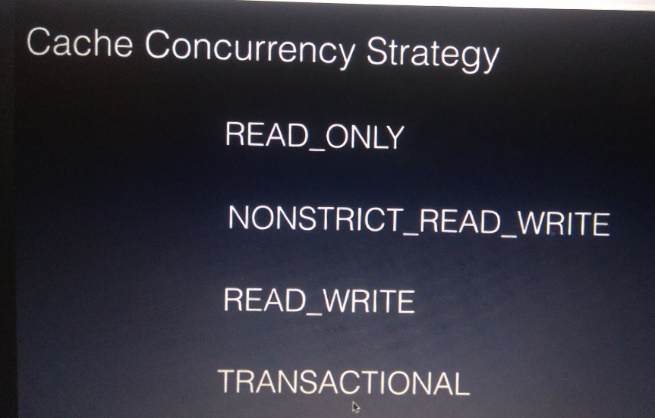 Cache Concurrency Strategy
READ_ONLY
NONSTRICT_READ_WRITE
READ_WRITE
TRANSACTIONAL